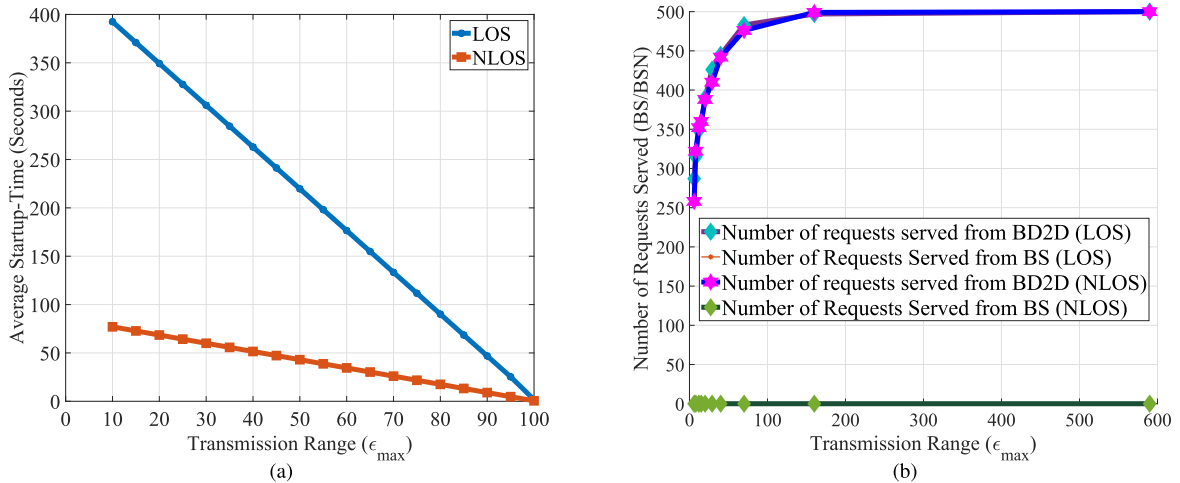 400
350
300
250
200
150
100
50
0
Average Startup-Time (Seconds)
LOS
NLOS
0 10 20 30 40 50 60 70 80 90 100
Transmission Range (ϵmax)
(a)
500
450
400
350
300
250
200
150
100
50
0
Number of Requests Served (BS/BSN)
Number of requests served from BD2D (LOS)
Number of Requests Served from BS (LOS)
Number of requests served from BD2D (NLOS)
Number of Requests Served from BS (NLOS)
0 100 200 300 400 500 600
Transmission Range (ϵmax)
(b)